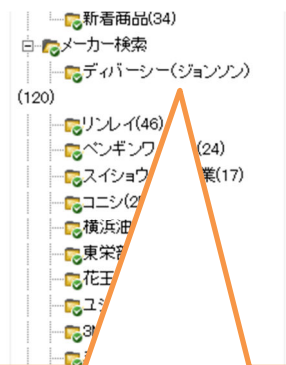 新着商品(34)
メーカー検索
ディバーシー(ジョンソン)
(120)
リンレイ(46)
ペンギンワ (24)
スイショウ 業(17)
コニシ(2
横浜油
東栄部
花王
ユシ
3M